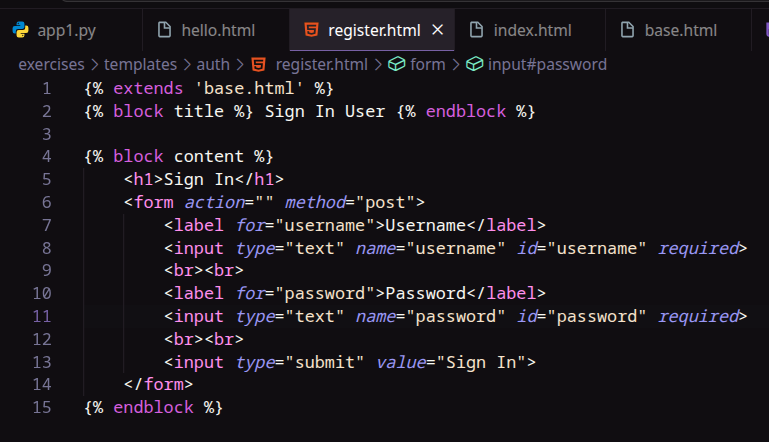 app1.py hello.html register.html × index.html base.html
exercises > templates > auth > register.html > form > input#password
1 {% extends 'base.html' %}
2 {% block title %} Sign In User {% endblock %}
3
4 {% block content %}
5     <h1>Sign In</h1>
6     <form action="" method="post">
7         <label for="username">Username</label>
8         <input type="text" name="username" id="username" required>
9         <br><br>
10         <label for="password">Password</label>
11         <input type="text" name="password" id="password" required>
12         <br><br>
13         <input type="submit" value="Sign In">
14     </form>
15 {% endblock %}